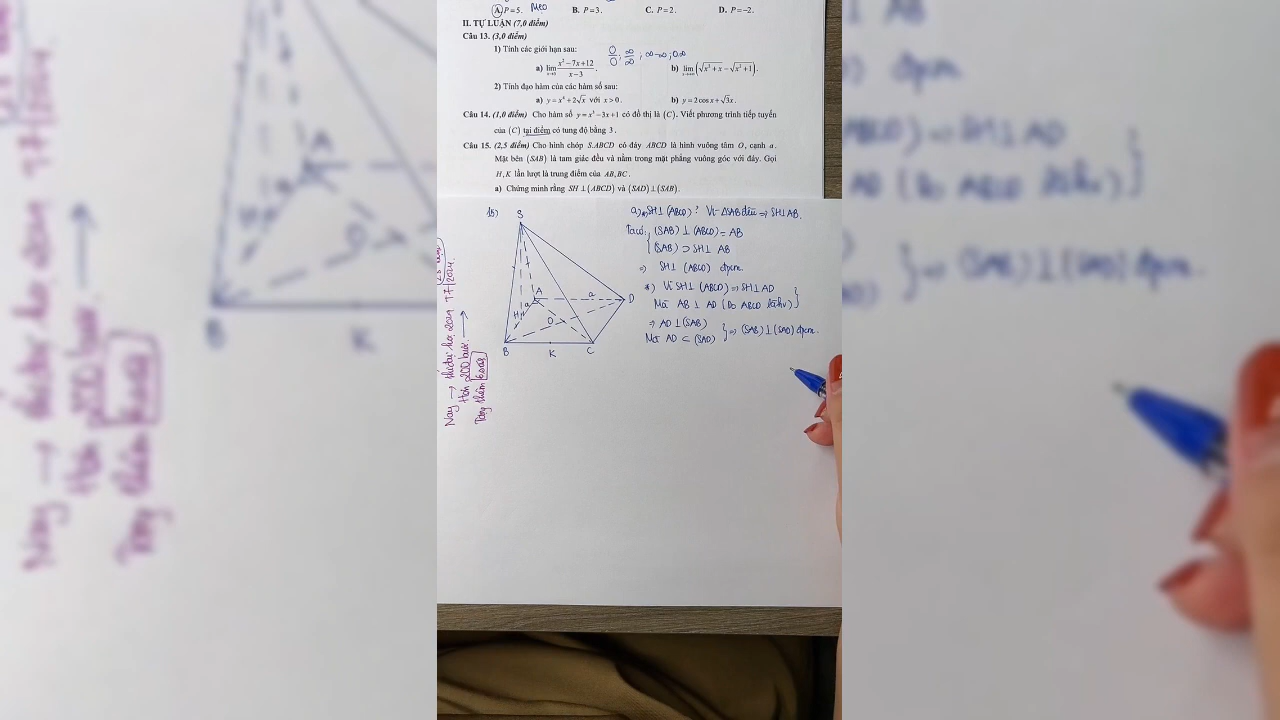 A. P = 5. Mẹo B. P = 3. C. P = 2. D. P = −2.
II. TỰ LUẬN (7,0 điểm)
Câu 13. (3,0 điểm)
1) Tính các giới hạn sau:
0/0 ; ∞/∞ ; ∞−∞ ; 0.∞
a) lim −7x+12 / x−3 . b) lim (√x²+x − √x²+1).
2) Tính đạo hàm của các hàm số sau:
a) y = x⁴ + 2√x với x > 0. b) y = 2cos x + √3x.
Câu 14. (1,0 điểm) Cho hàm số y = x³ − 3x + 1 có đồ thị là (C). Viết phương trình tiếp tuyến
của (C) tại điểm có tung độ bằng 3.
Câu 15. (2,5 điểm) Cho hình chóp S.ABCD có đáy ABCD là hình vuông tâm O, cạnh a.
Mặt bên (SAB) là tam giác đều và nằm trong mặt phẳng vuông góc với đáy. Gọi
H, K lần lượt là trung điểm của AB, BC.
a) Chứng minh rằng SH ⊥ (ABCD) và (SAD) ⊥ (SAB).
15)
S
A
a
D
H
a
O
B
K
C
a) *, SH ⊥ (ABCD)? Vì ΔSAB đều ⇒ SH ⊥ AB.
Ta có: (SAB) ⊥ (ABCD) = AB
(SAB) ⊃ SH ⊥ AB
⇒ SH ⊥ (ABCD) đpcm.
*) Vì SH ⊥ (ABCD) ⇒ SH ⊥ AD
Mà AB ⊥ AD (Do ABCD là hv) }
⇒ AD ⊥ (SAB)
Mà AD ⊂ (SAD) } ⇒ (SAB) ⊥ (SAD) đpcm.